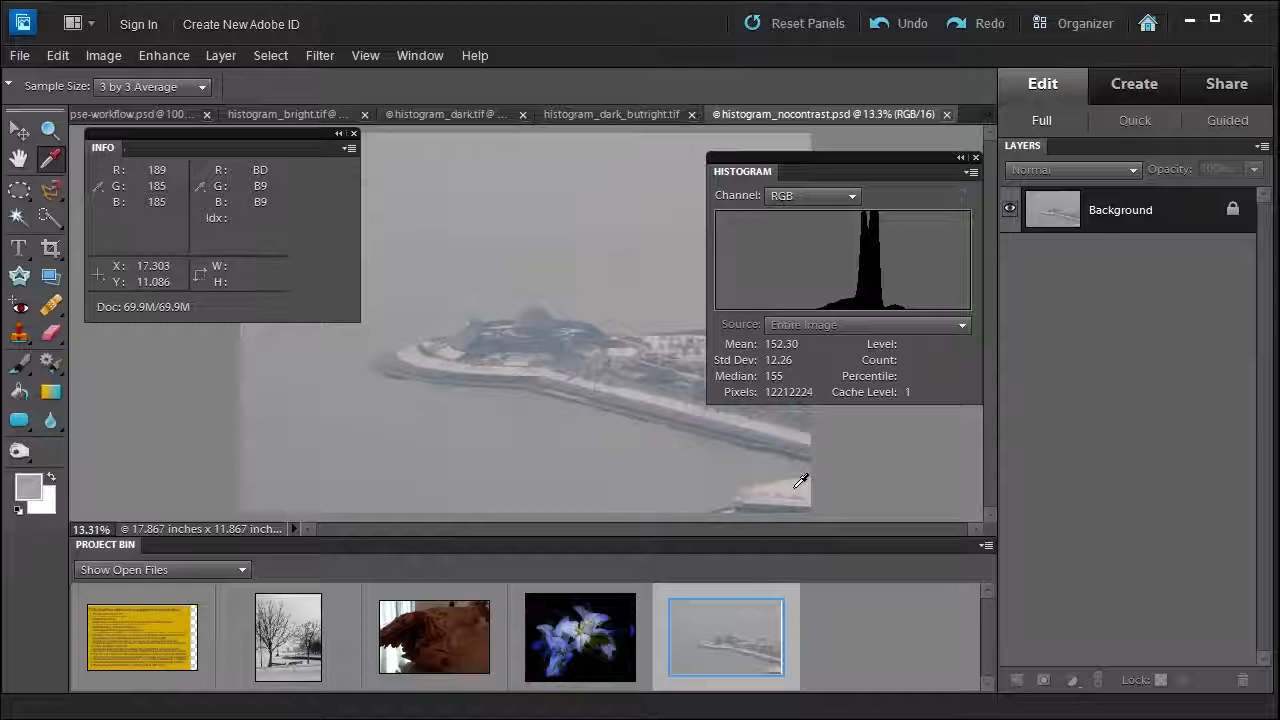 Sign In Create New Adobe ID Reset Panels Undo Redo Organizer
File Edit Image Enhance Layer Select Filter View Window Help
Sample Size: 3 by 3 Average
Edit Create Share
pse-workflow.psd @ 100... histogram_bright.tif @ ... histogram_dark.tif @ ... histogram_dark_butright.tif histogram_nocontrast.psd @ 13.3% (RGB/16)
Full Quick Guided
INFO
R: 189 R: BD
G: 185 G: B9
B: 185 B: B9
Idx:
X: 17.303 W:
Y: 11.086 H:
Doc: 69.9M/69.9M
HISTOGRAM
Channel: RGB
Source: Entire Image
Mean: 152.30 Level:
Std Dev: 12.26 Count:
Median: 155 Percentile:
Pixels: 12212224 Cache Level: 1
LAYERS
Normal Opacity: 100%
Background
T
13.31% 17.867 inches x 11.867 inch...
PROJECT BIN
Show Open Files
Lock: